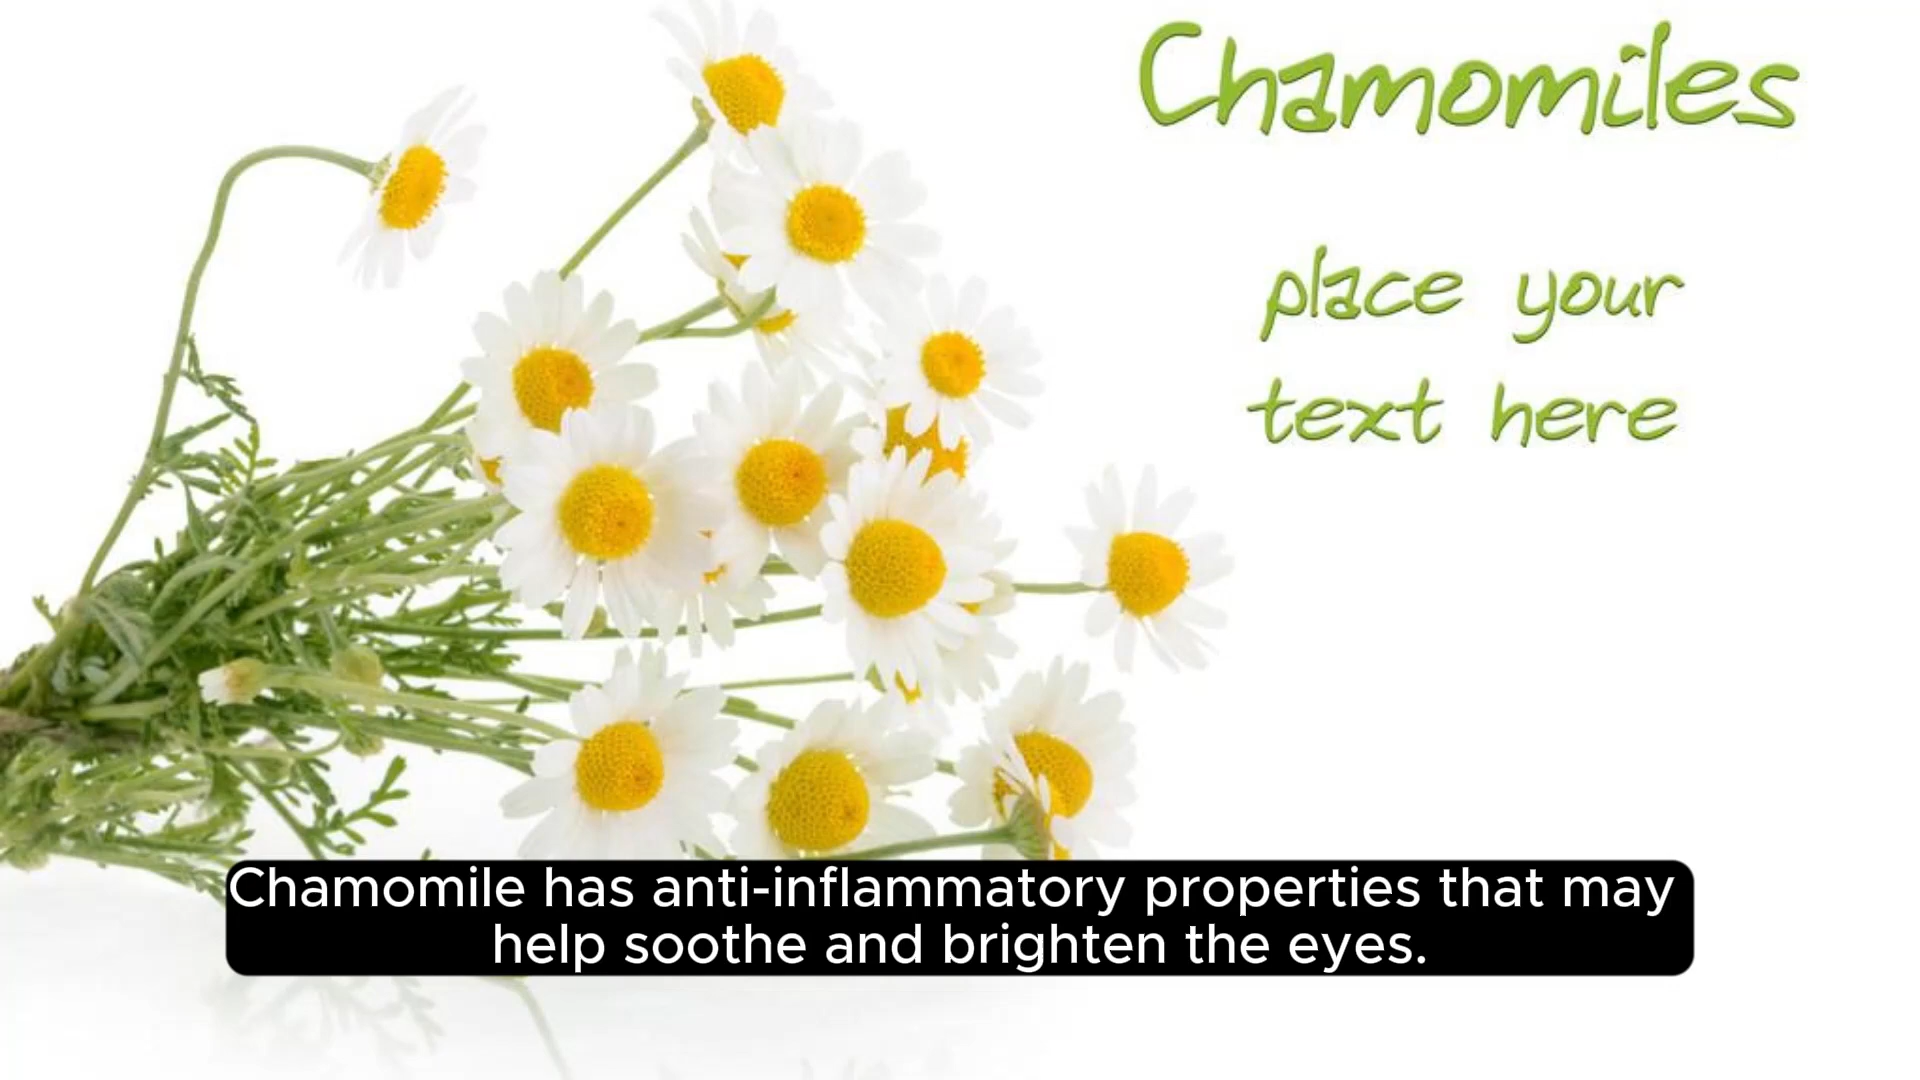 Chamomiles
place your
text here
Chamomile has anti-inflammatory properties that may
help soothe and brighten the eyes.